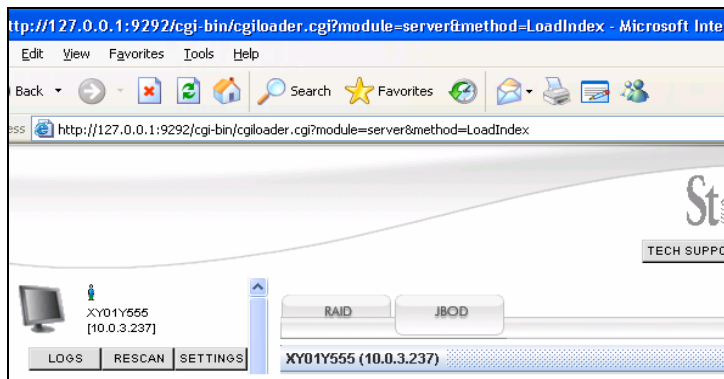 ttp://127.0.0.1:9292/cgi-bin/cgiloader.cgi?module=server&method=LoadIndex - Microsoft Inte
Edit View Favorites Tools Help
Back Search Favorites
ess http://127.0.0.1:9292/cgi-bin/cgiloader.cgi?module=server&method=LoadIndex
St
TECH SUPPO
XY01Y555
[10.0.3.237]
RAID JBOD
LOGS RESCAN SETTINGS
XY01Y555 (10.0.3.237)